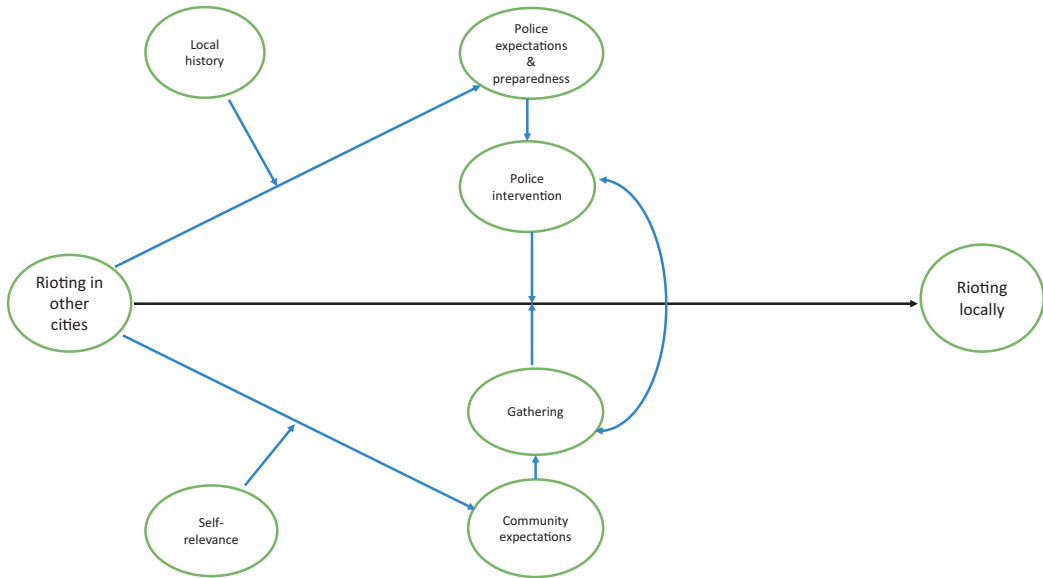 Local
history
Police
expectations
&
preparedness
Police
intervention
Rioting in
other
cities
Rioting
locally
Gathering
Self-
relevance
Community
expectations